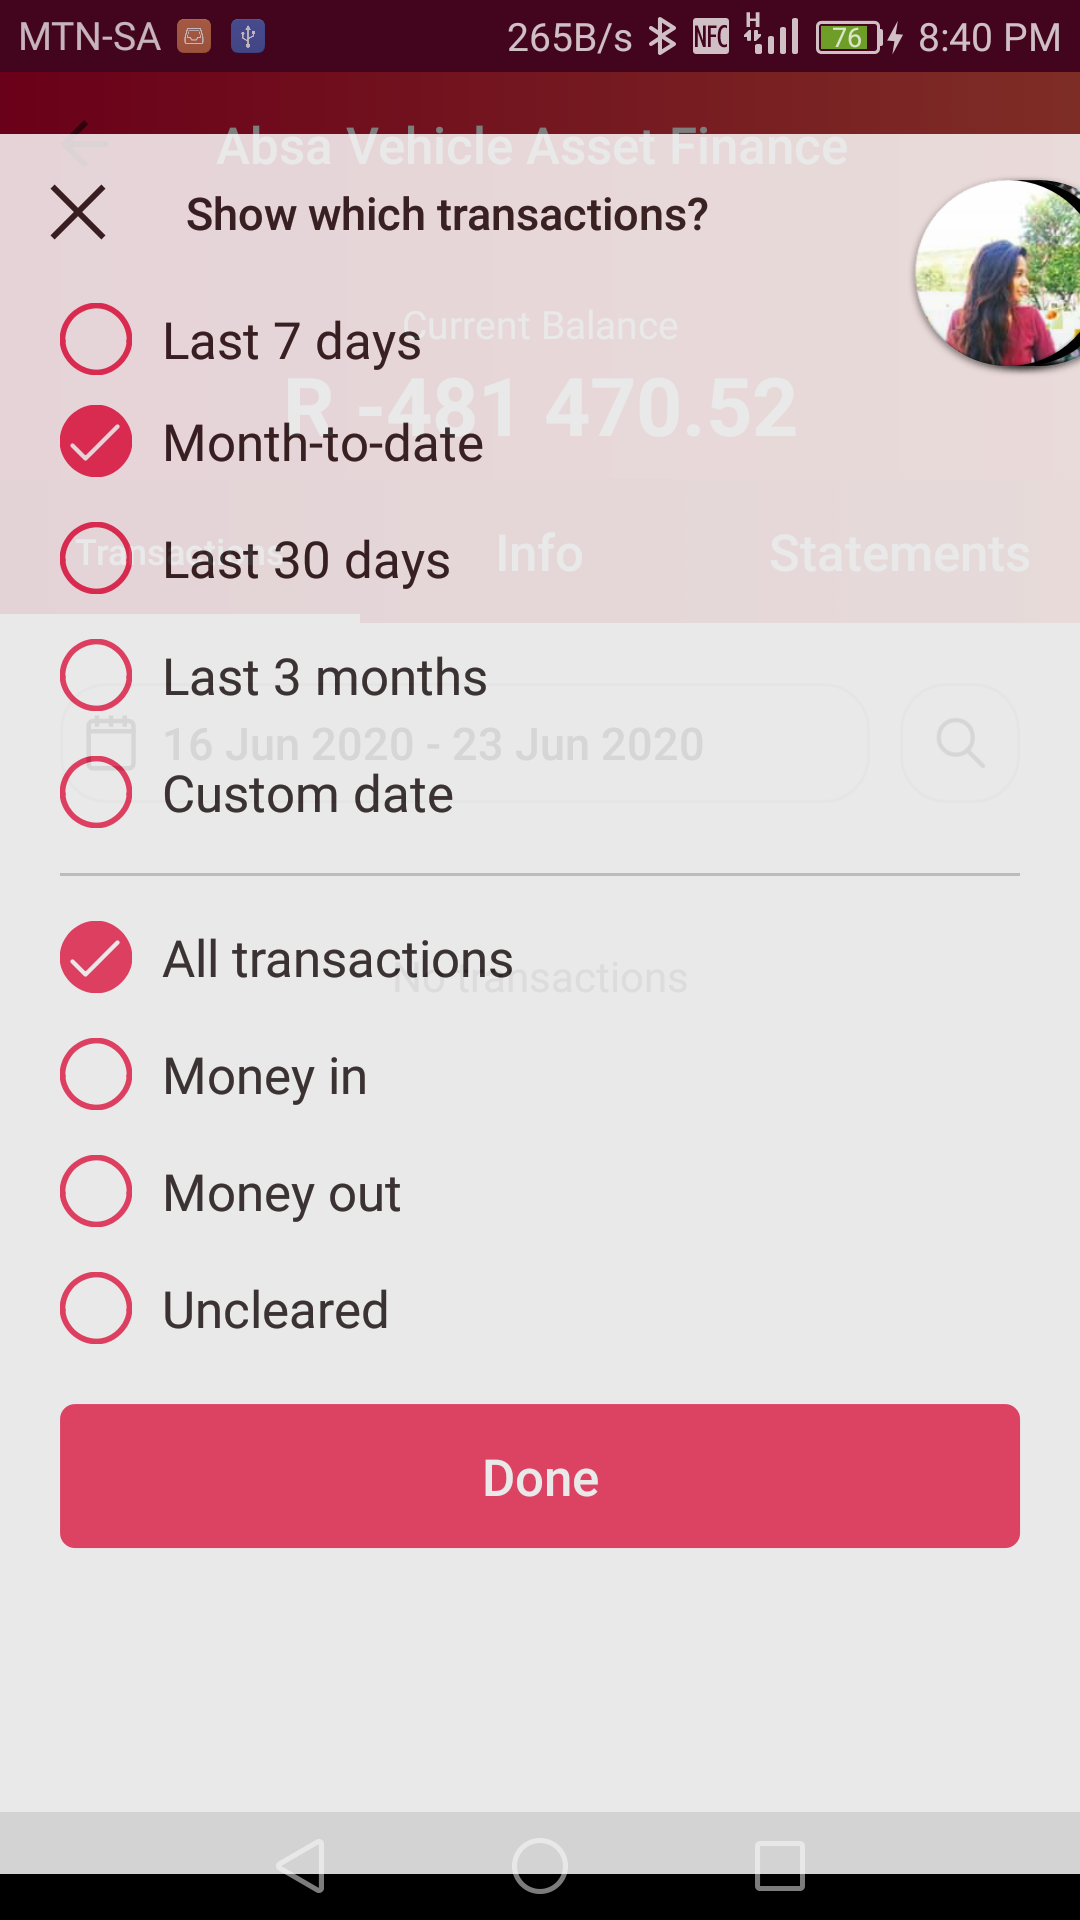 MTN-SA 265B/s NFC H 76 8:40 PM
Absa Vehicle Asset Finance
Show which transactions?
Current Balance
Last 7 days
R -481 470.52
Month-to-date
Transactions Info Statements
Last 30 days
Last 3 months
16 Jun 2020 - 23 Jun 2020
Custom date
All transactions
No transactions
Money in
Money out
Uncleared
Done